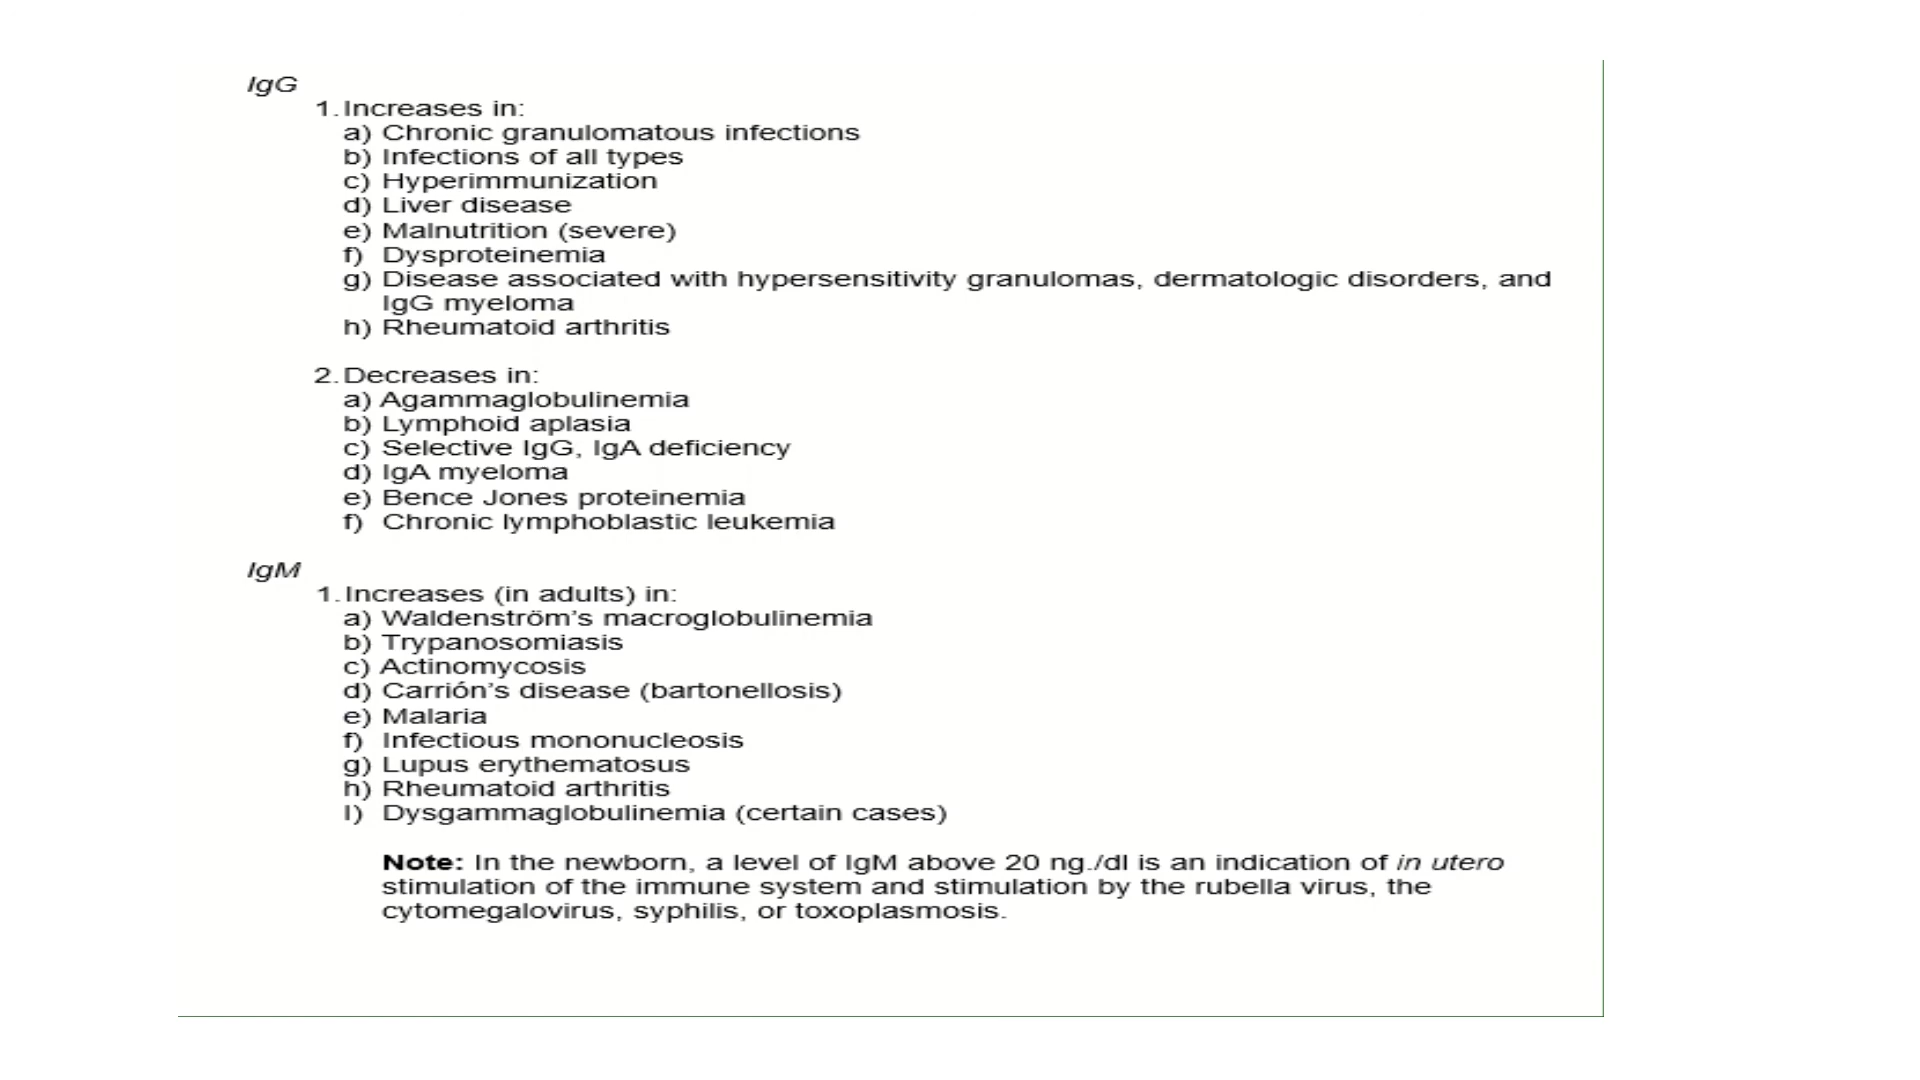 IgG
1. Increases in:
a) Chronic granulomatous infections
b) Infections of all types
c) Hyperimmunization
d) Liver disease
e) Malnutrition (severe)
f) Dysproteinemia
g) Disease associated with hypersensitivity granulomas, dermatologic disorders, and
IgG myeloma
h) Rheumatoid arthritis
2. Decreases in:
a) Agammaglobulinemia
b) Lymphoid aplasia
c) Selective IgG, IgA deficiency
d) IgA myeloma
e) Bence Jones proteinemia
f) Chronic lymphoblastic leukemia
IgM
1. Increases (in adults) in:
a) Waldenström’s macroglobulinemia
b) Trypanosomiasis
c) Actinomycosis
d) Carrión’s disease (bartonellosis)
e) Malaria
f) Infectious mononucleosis
g) Lupus erythematosus
h) Rheumatoid arthritis
I) Dysgammaglobulinemia (certain cases)
Note: In the newborn, a level of IgM above 20 ng./dl is an indication of in utero
stimulation of the immune system and stimulation by the rubella virus, the
cytomegalovirus, syphilis, or toxoplasmosis.